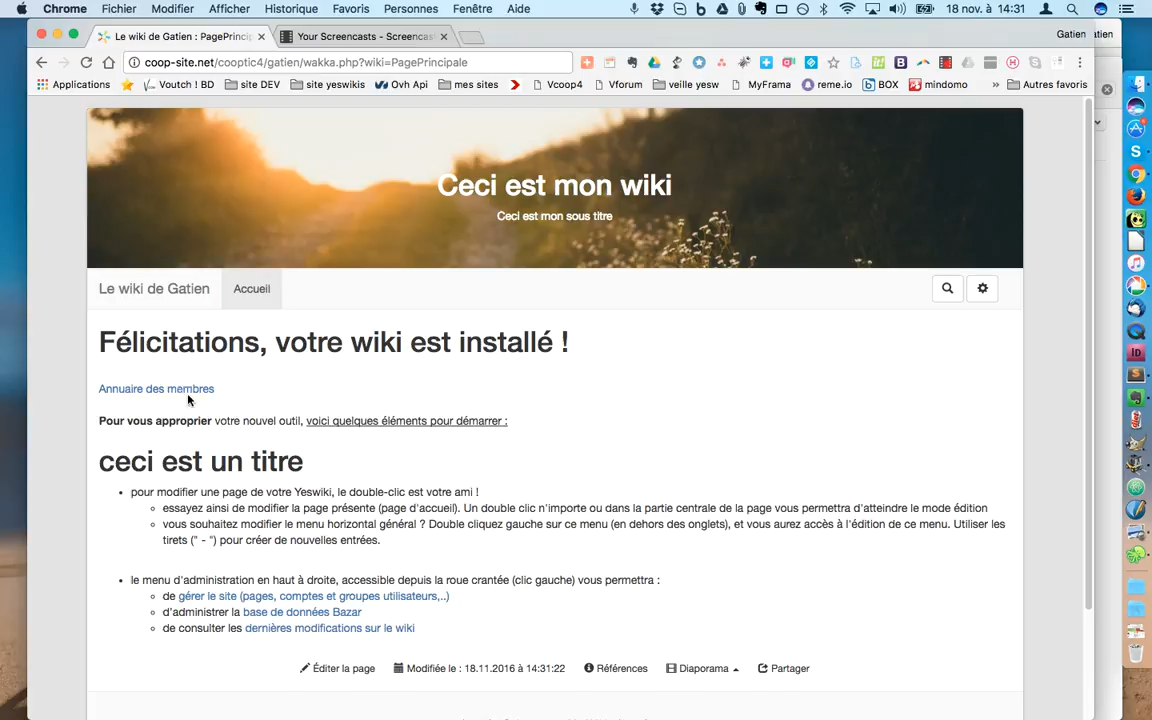 Chrome Fichier Modifier Afficher Historique Favoris Personnes Fenêtre Aide 18 nov. à 14:31
Le wiki de Gatien : PagePrincip Your Screencasts - Screencast Gatien
coop-site.net/cooptic4/gatien/wakka.php?wiki=PagePrincipale
Applications Voutch ! BD site DEV site yeswikis Ovh Api mes sites Vcoop4 Vforum veille yesw MyFrama reme.io BOX mindomo » Autres favoris
Ceci est mon wiki
Ceci est mon sous titre
Le wiki de Gatien Accueil
Félicitations, votre wiki est installé !
Annuaire des membres
Pour vous approprier votre nouvel outil, voici quelques éléments pour démarrer :
ceci est un titre
• pour modifier une page de votre Yeswiki, le double-clic est votre ami !
◦ essayez ainsi de modifier la page présente (page d'accueil). Un double clic n'importe ou dans la partie centrale de la page vous permettra d'atteindre le mode édition
◦ vous souhaitez modifier le menu horizontal général ? Double cliquez gauche sur ce menu (en dehors des onglets), et vous aurez accès à l'édition de ce menu. Utiliser les
tirets (" - ") pour créer de nouvelles entrées.
• le menu d'administration en haut à droite, accessible depuis la roue crantée (clic gauche) vous permettra :
◦ de gérer le site (pages, comptes et groupes utilisateurs,..)
◦ d'administrer la base de données Bazar
◦ de consulter les dernières modifications sur le wiki
Éditer la page Modifiée le : 18.11.2016 à 14:31:22 Références Diaporama Partager